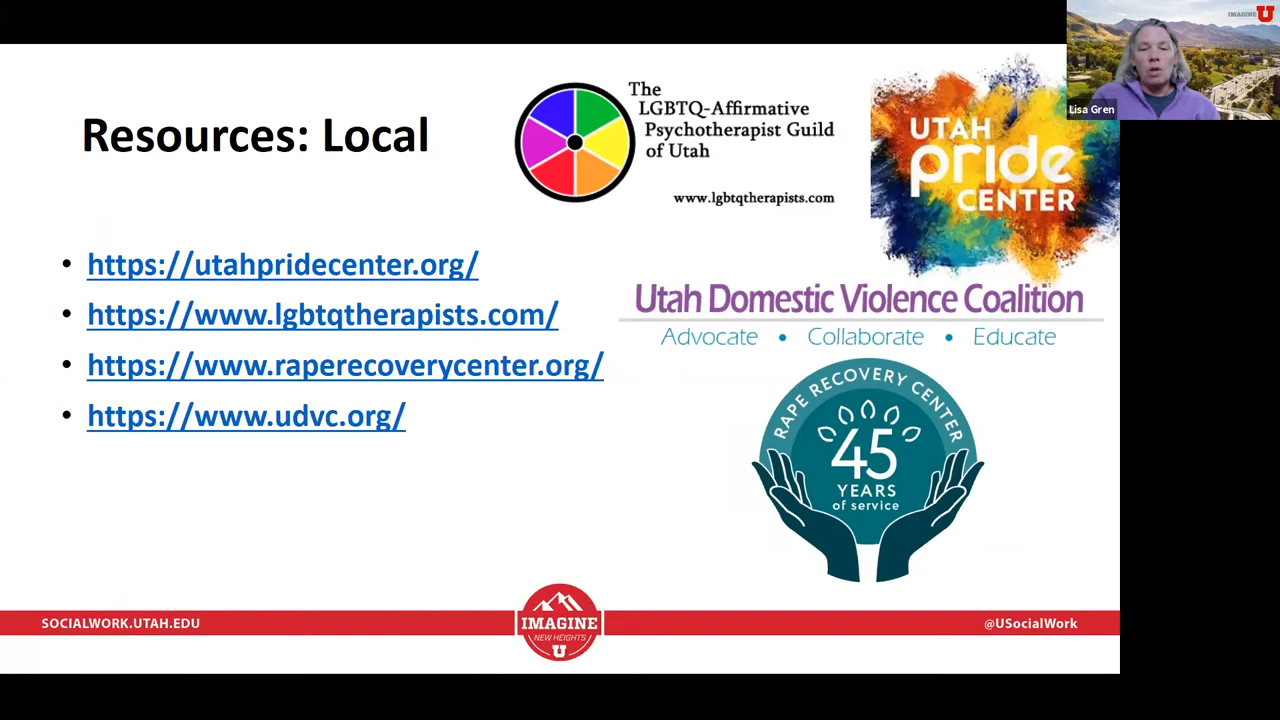 IMAGINE U
Lisa Gren
Resources: Local
The
LGBTQ-Affirmative
Psychotherapist Guild
of Utah
www.lgbtqtherapists.com
UTAH
pride
CENTER
https://utahpridecenter.org/
https://www.lgbtqtherapists.com/
https://www.raperecoverycenter.org/
https://www.udvc.org/
Utah Domestic Violence Coalition
Advocate • Collaborate • Educate
RAPE RECOVERY CENTER
45
YEARS
of service
SOCIALWORK.UTAH.EDU
IMAGINE
NEW HEIGHTS
U
@USocialWork